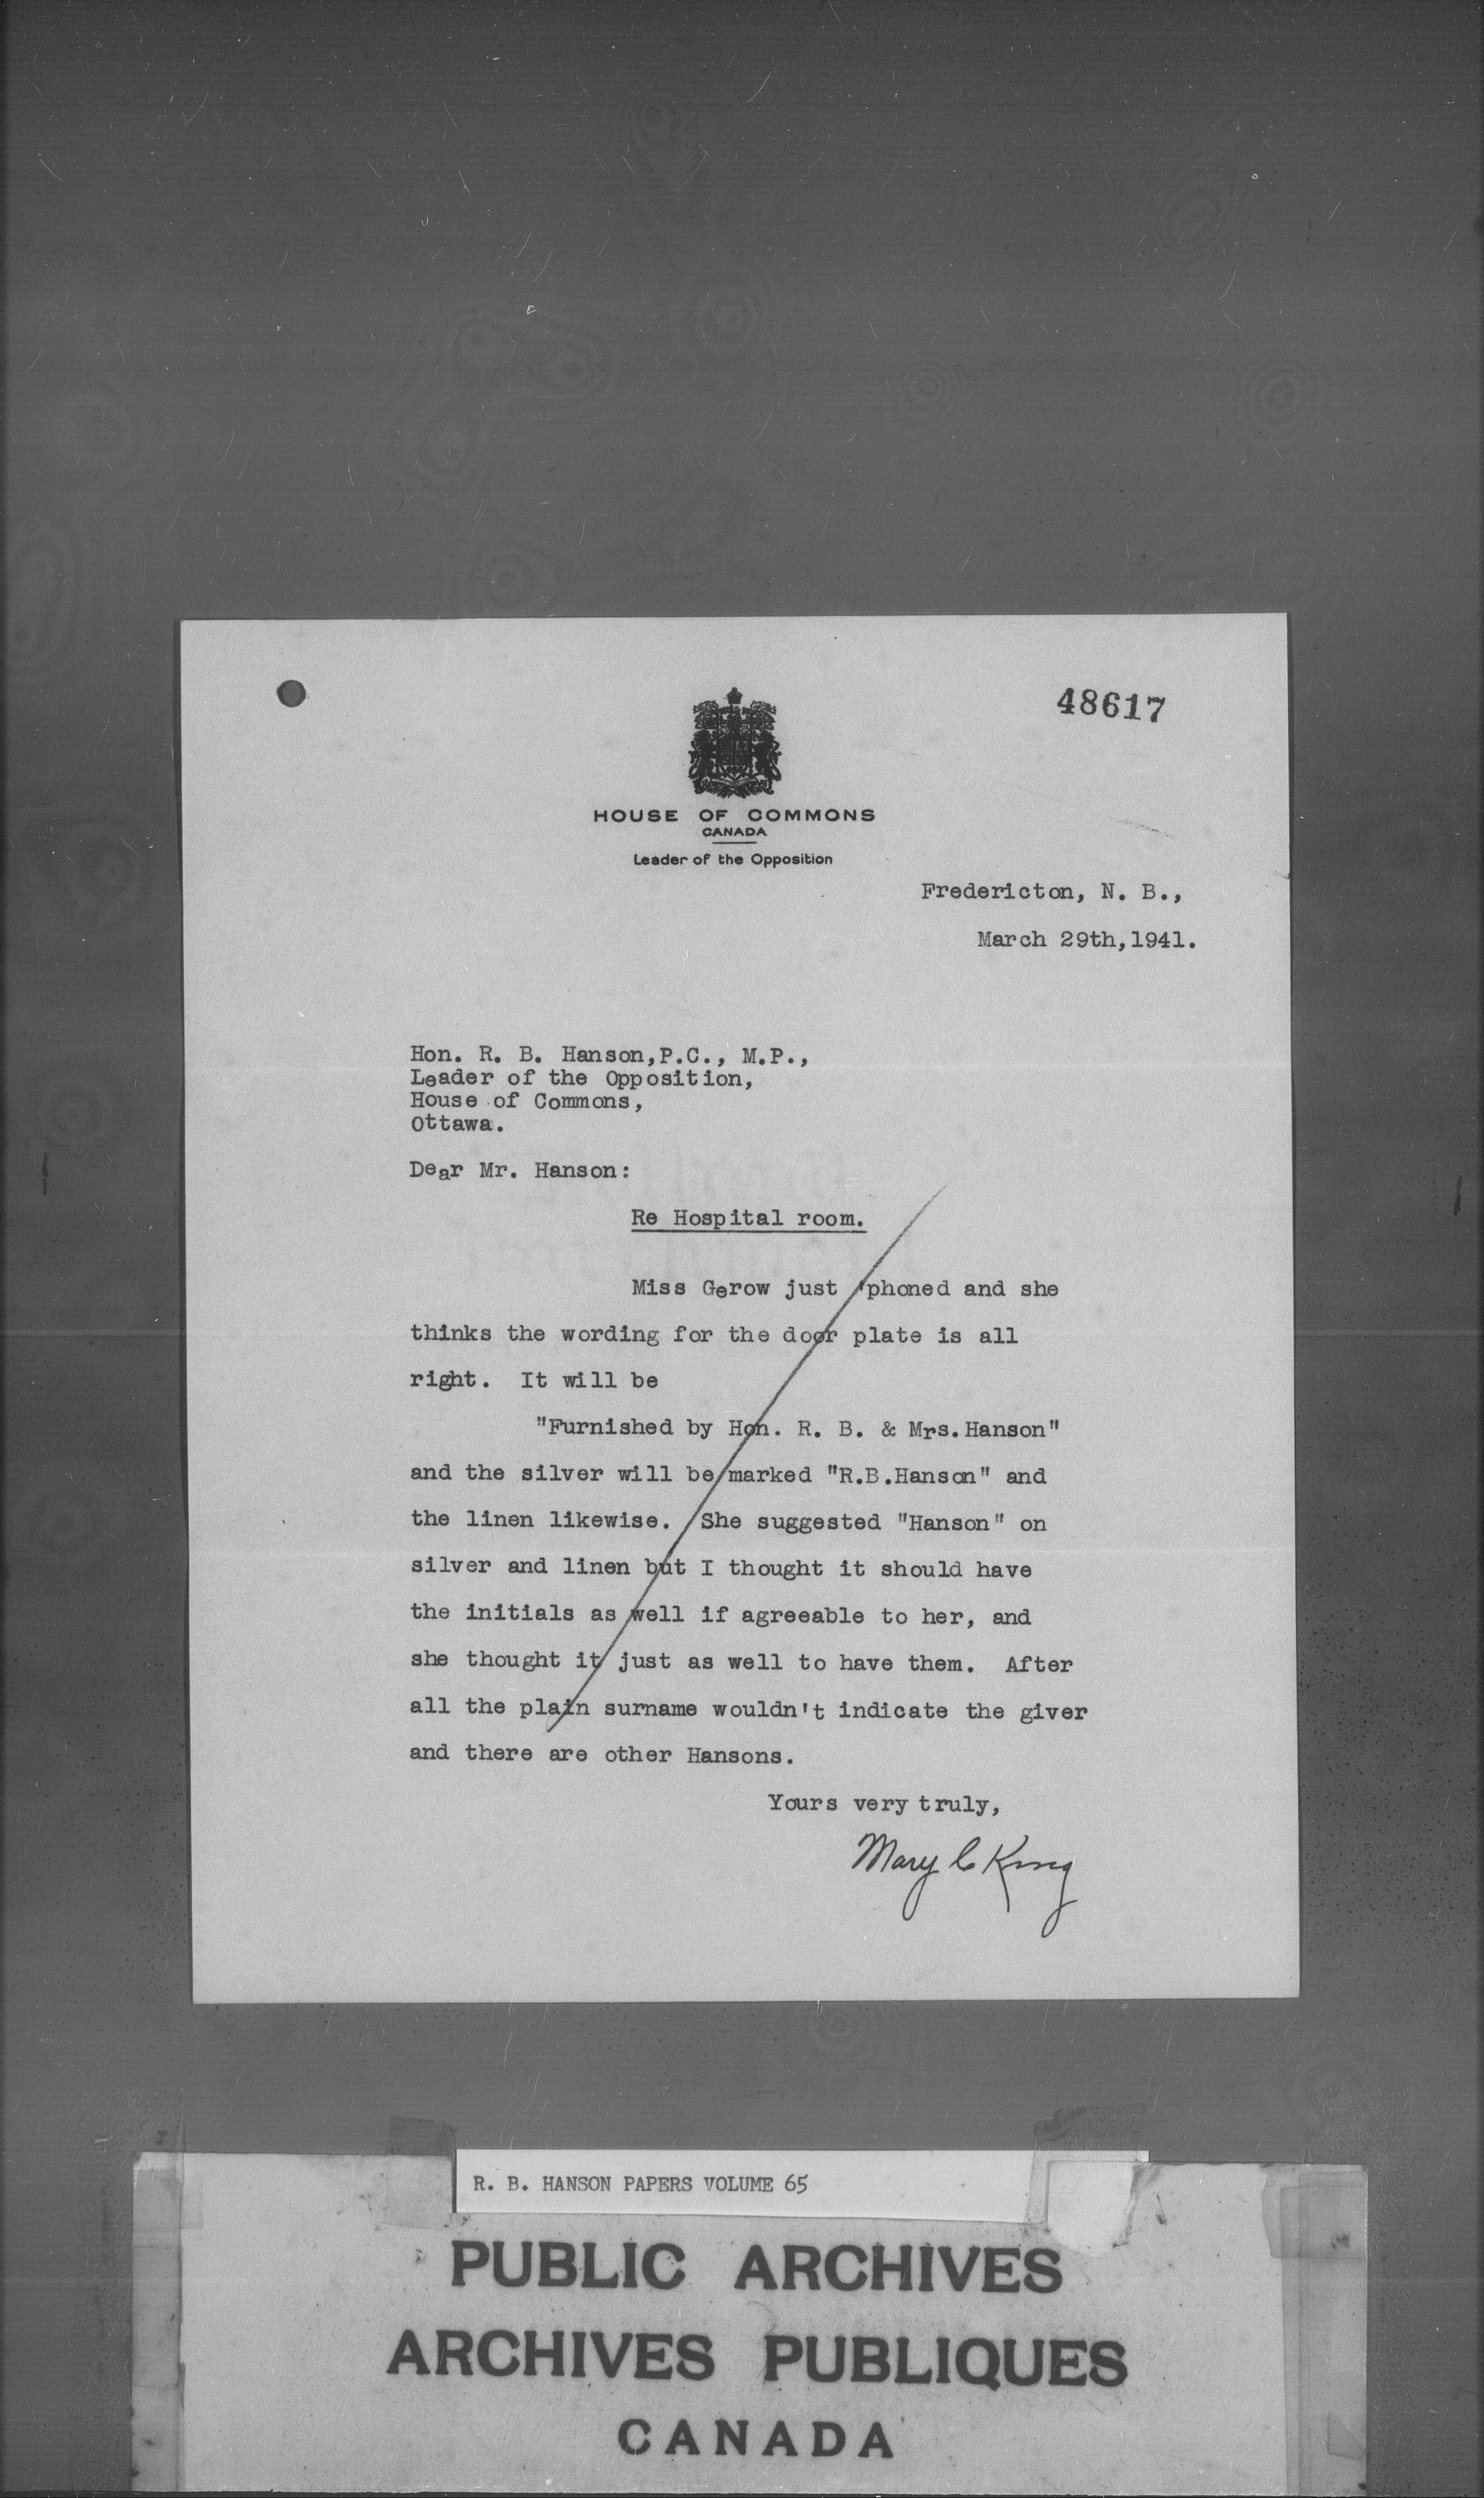 48617
HOUSE OF COMMONS
CANADA
Leader of the Opposition
Fredericton, N. B.,
March 29th,1941.
Hon. R. B. Hanson,P.C., M.P.,
Leader of the Opposition,
House of Commons,
Ottawa.
Dear Mr. Hanson:
Re Hospital room.
Miss Gerow just 'phoned and she
thinks the wording for the door plate is all
right. It will be
"Furnished by Hon. R. B. & Mrs.Hanson"
and the silver will be marked "R.B.Hanson" and
the linen likewise. She suggested "Hanson" on
silver and linen but I thought it should have
the initials as well if agreeable to her, and
she thought it just as well to have them. After
all the plain surname wouldn't indicate the giver
and there are other Hansons.
Yours very truly,
Mary C King
R. B. HANSON PAPERS VOLUME 65
PUBLIC ARCHIVES
ARCHIVES PUBLIQUES
CANADA